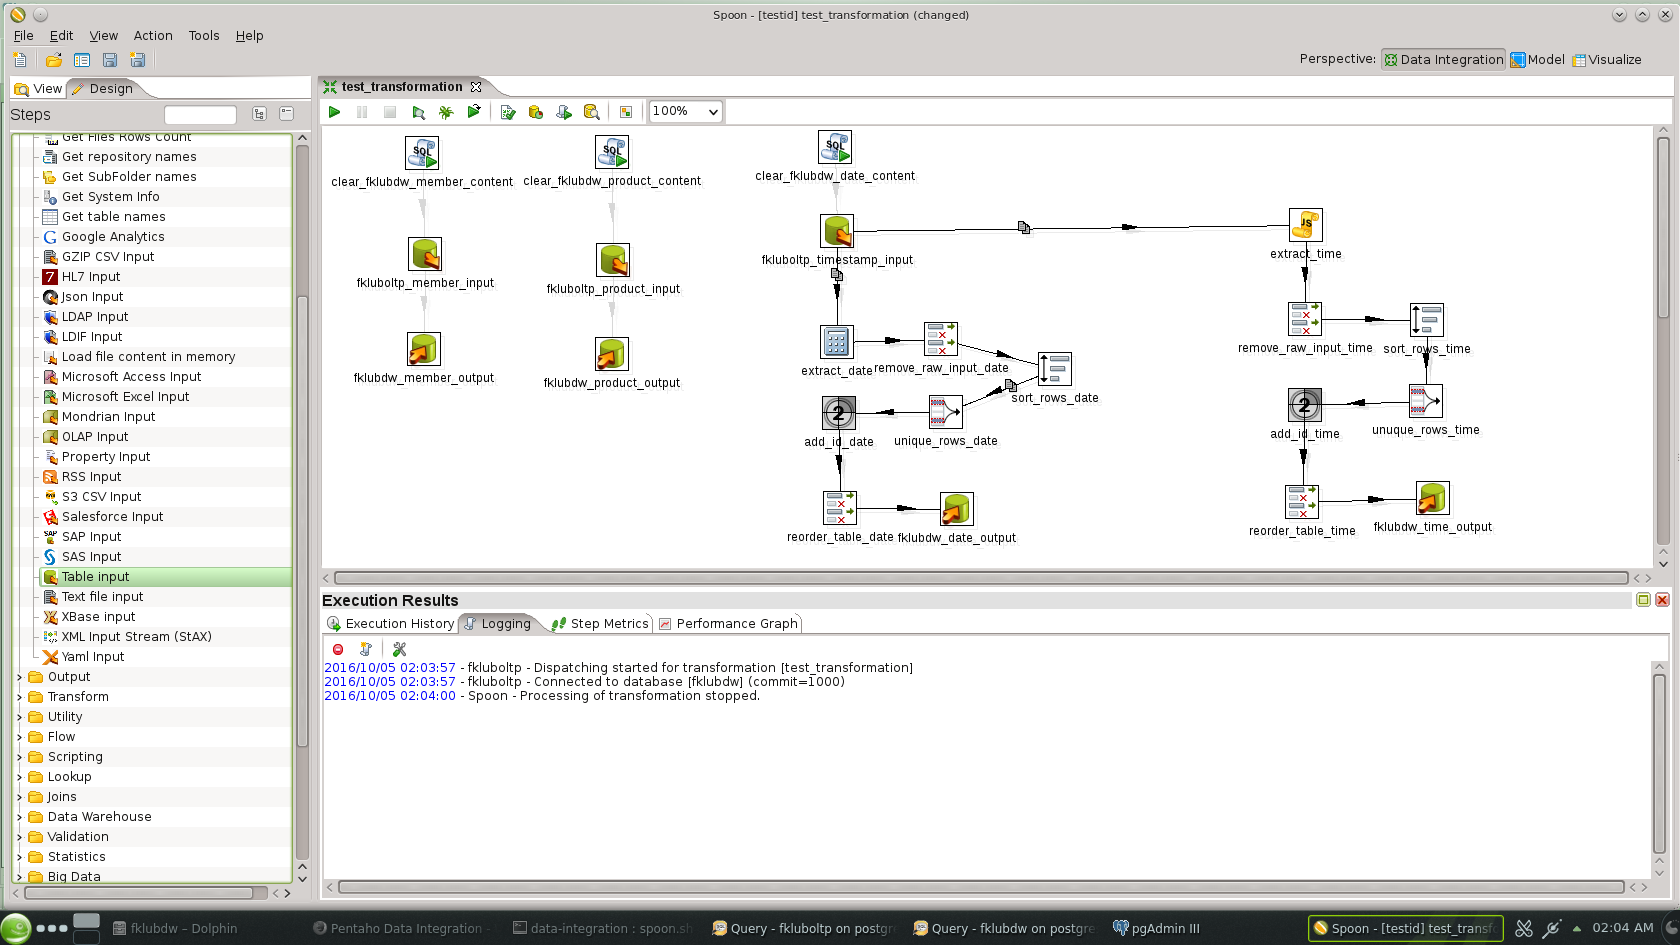 Spoon - [testid] test_transformation (changed)
File Edit View Action Tools Help
Perspective: Data Integration Model Visualize
View Design
test_transformation
Steps
100%
Get Files Rows Count
Get repository names
Get SubFolder names
Get System Info
Get table names
Google Analytics
GZIP CSV Input
HL7 Input
Json Input
LDAP Input
LDIF Input
Load file content in memory
Microsoft Access Input
Microsoft Excel Input
Mondrian Input
OLAP Input
Property Input
RSS Input
S3 CSV Input
Salesforce Input
SAP Input
SAS Input
Table input
Text file input
XBase input
XML Input Stream (StAX)
Yaml Input
Output
Transform
Utility
Flow
Scripting
Lookup
Joins
Data Warehouse
Validation
Statistics
Big Data
SQL SQL SQL
clear_fklubdw_member_content clear_fklubdw_product_content clear_fklubdw_date_content
JS
fkluboltp_timestamp_input extract_time
fkluboltp_member_input fkluboltp_product_input
remove_raw_input_time sort_rows_time
extract_date remove_raw_input_date
fklubdw_member_output fklubdw_product_output
sort_rows_date
2 2
add_id_date unique_rows_date add_id_time unuque_rows_time
reorder_table_date fklubdw_date_output reorder_table_time fklubdw_time_output
Execution Results
Execution History Logging Step Metrics Performance Graph
2016/10/05 02:03:57 - fkluboltp - Dispatching started for transformation [test_transformation]
2016/10/05 02:03:57 - fkluboltp - Connected to database [fklubdw] (commit=1000)
2016/10/05 02:04:00 - Spoon - Processing of transformation stopped.
fklubdw – Dolphin Pentaho Data Integration - data-integration : spoon.sh Query - fkluboltp on postgr Query - fklubdw on postgre pgAdmin III Spoon - [testid] test_transf 02:04 AM